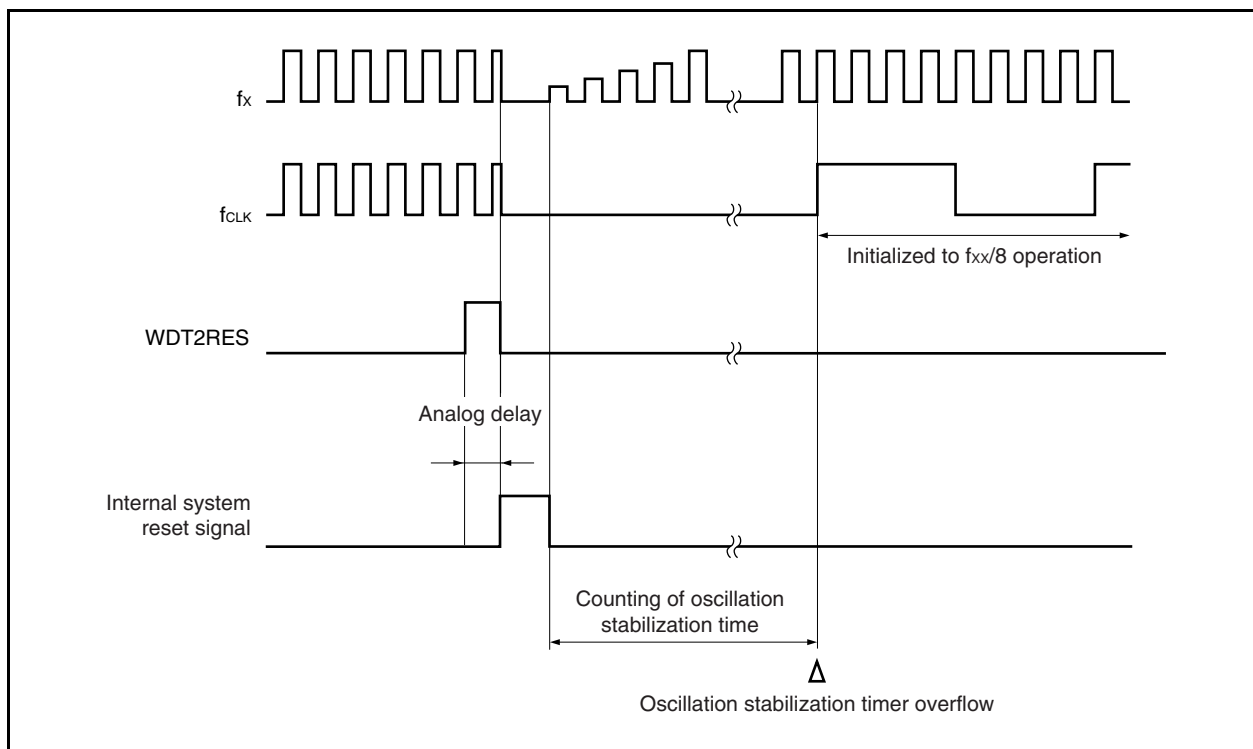 fX
fCLK
Initialized to fXX/8 operation
WDT2RES
Analog delay
Internal system
reset signal
Counting of oscillation
stabilization time
Oscillation stabilization timer overflow